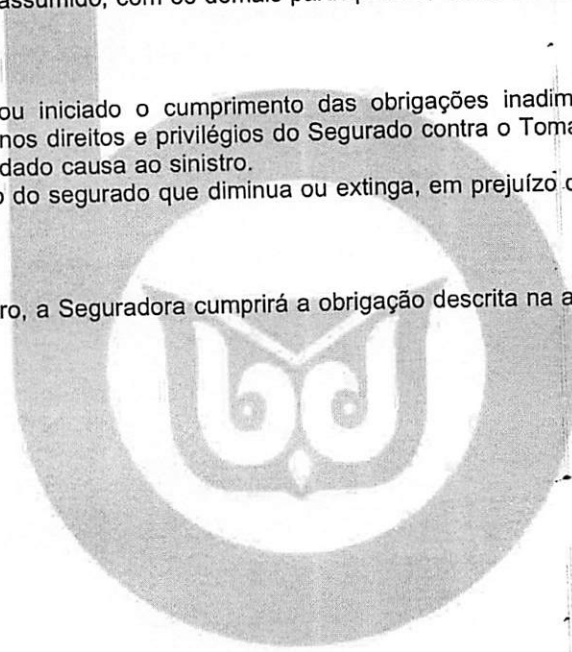 assumido, com os demais
ou iniciado o cumprimento das obrigações inadim
nos direitos e privilégios do Segurado contra o Toma
dado causa ao sinistro.
o do segurado que diminua ou extinga, em prejuízo d
ro, a Seguradora cumprirá a obrigação descrita na a